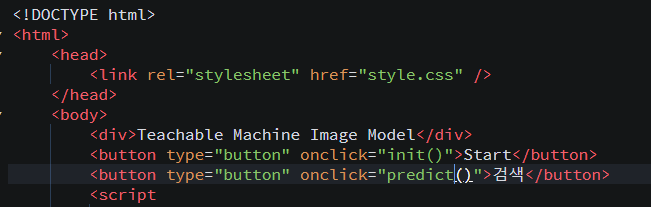 <!DOCTYPE html>
<html>
<head>
<link rel="stylesheet" href="style.css" />
</head>
<body>
<div>Teachable Machine Image Model</div>
<button type="button" onclick="init()">Start</button>
<button type="button" onclick="predict()">검색</button>
<script